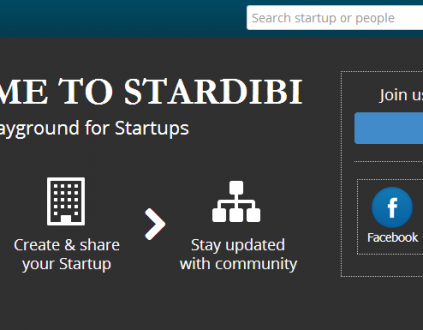 Search startup or people
ME TO STARDIBI
ayground for Startups
Join us
Create & share
your Startup
Stay updated
with community
Facebook